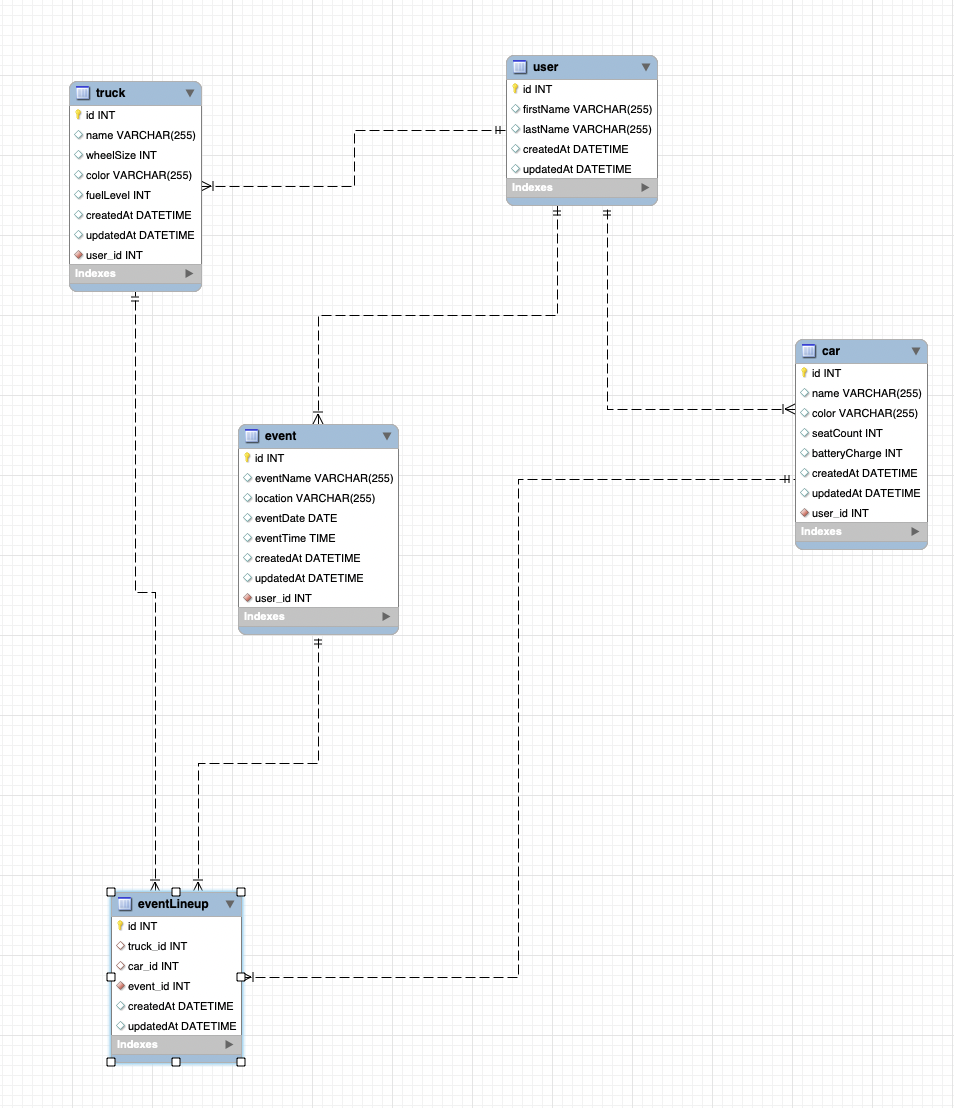 user
id INT
firstName VARCHAR(255)
lastName VARCHAR(255)
createdAt DATETIME
updatedAt DATETIME
Indexes
truck
id INT
name VARCHAR(255)
wheelSize INT
color VARCHAR(255)
fuelLevel INT
createdAt DATETIME
updatedAt DATETIME
user_id INT
Indexes
car
id INT
name VARCHAR(255)
color VARCHAR(255)
seatCount INT
batteryCharge INT
createdAt DATETIME
updatedAt DATETIME
user_id INT
Indexes
event
id INT
eventName VARCHAR(255)
location VARCHAR(255)
eventDate DATE
eventTime TIME
createdAt DATETIME
updatedAt DATETIME
user_id INT
Indexes
eventLineup
id INT
truck_id INT
car_id INT
event_id INT
createdAt DATETIME
updatedAt DATETIME
Indexes